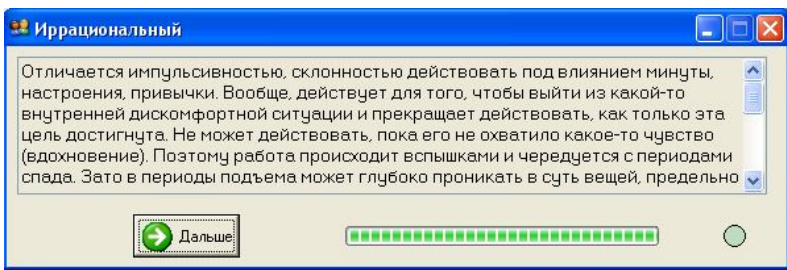 Иррациональный
Отличается импульсивностью, склонностью действовать под влиянием минуты,
настроения, привычки. Вообще, действует для того, чтобы выйти из какой-то
внутренней дискомфортной ситуации и прекращает действовать, как только эта
цель достигнута. Не может действовать, пока его не охватило какое-то чувство
(вдохновение). Поэтому работа происходит вспышками и чередуется с периодами
спада. Зато в периоды подъема может глубоко проникать в суть вещей, предельно
Дальше